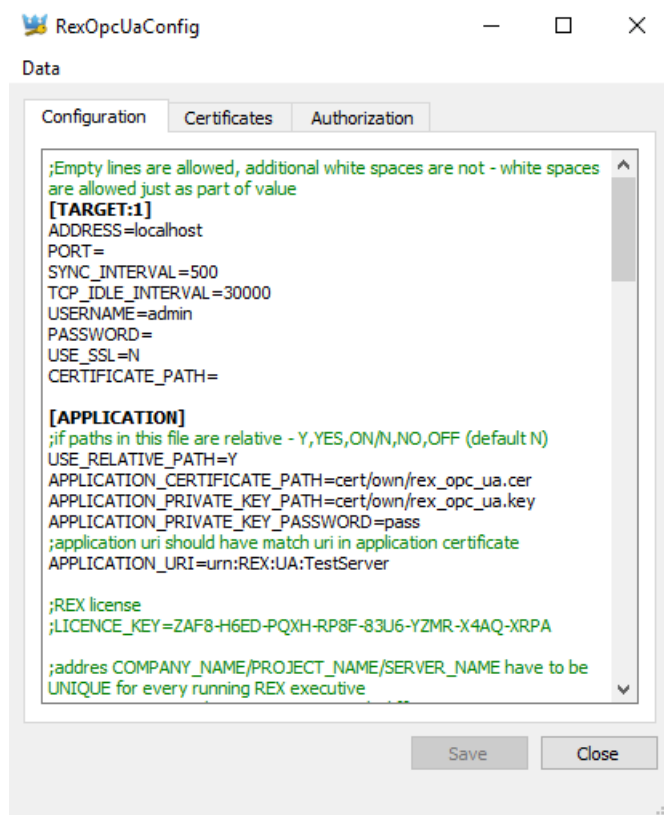 RexOpcUaConfig
Data
Configuration
Certificates
Authorization
;Empty lines are allowed, additional white spaces are not - white spaces
are allowed just as part of value
[TARGET:1]
ADDRESS=localhost
PORT=
SYNC_INTERVAL=500
TCP_IDLE_INTERVAL=30000
USERNAME=admin
PASSWORD=
USE_SSL=N
CERTIFICATE_PATH=
[APPLICATION]
;if paths in this file are relative - Y,YES,ON/N,NO,OFF (default N)
USE_RELATIVE_PATH=Y
APPLICATION_CERTIFICATE_PATH=cert/own/rex_opc_ua.cer
APPLICATION_PRIVATE_KEY_PATH=cert/own/rex_opc_ua.key
APPLICATION_PRIVATE_KEY_PASSWORD=pass
;application uri should have match uri in application certificate
APPLICATION_URI=urn:REX:UA:TestServer
;REX license
;LICENCE_KEY=ZAF8-H6ED-PQXH-RP8F-83U6-YZMR-X4AQ-XRPA
;addres COMPANY_NAME/PROJECT_NAME/SERVER_NAME have to be
UNIQUE for every running REX executive
Save
Close